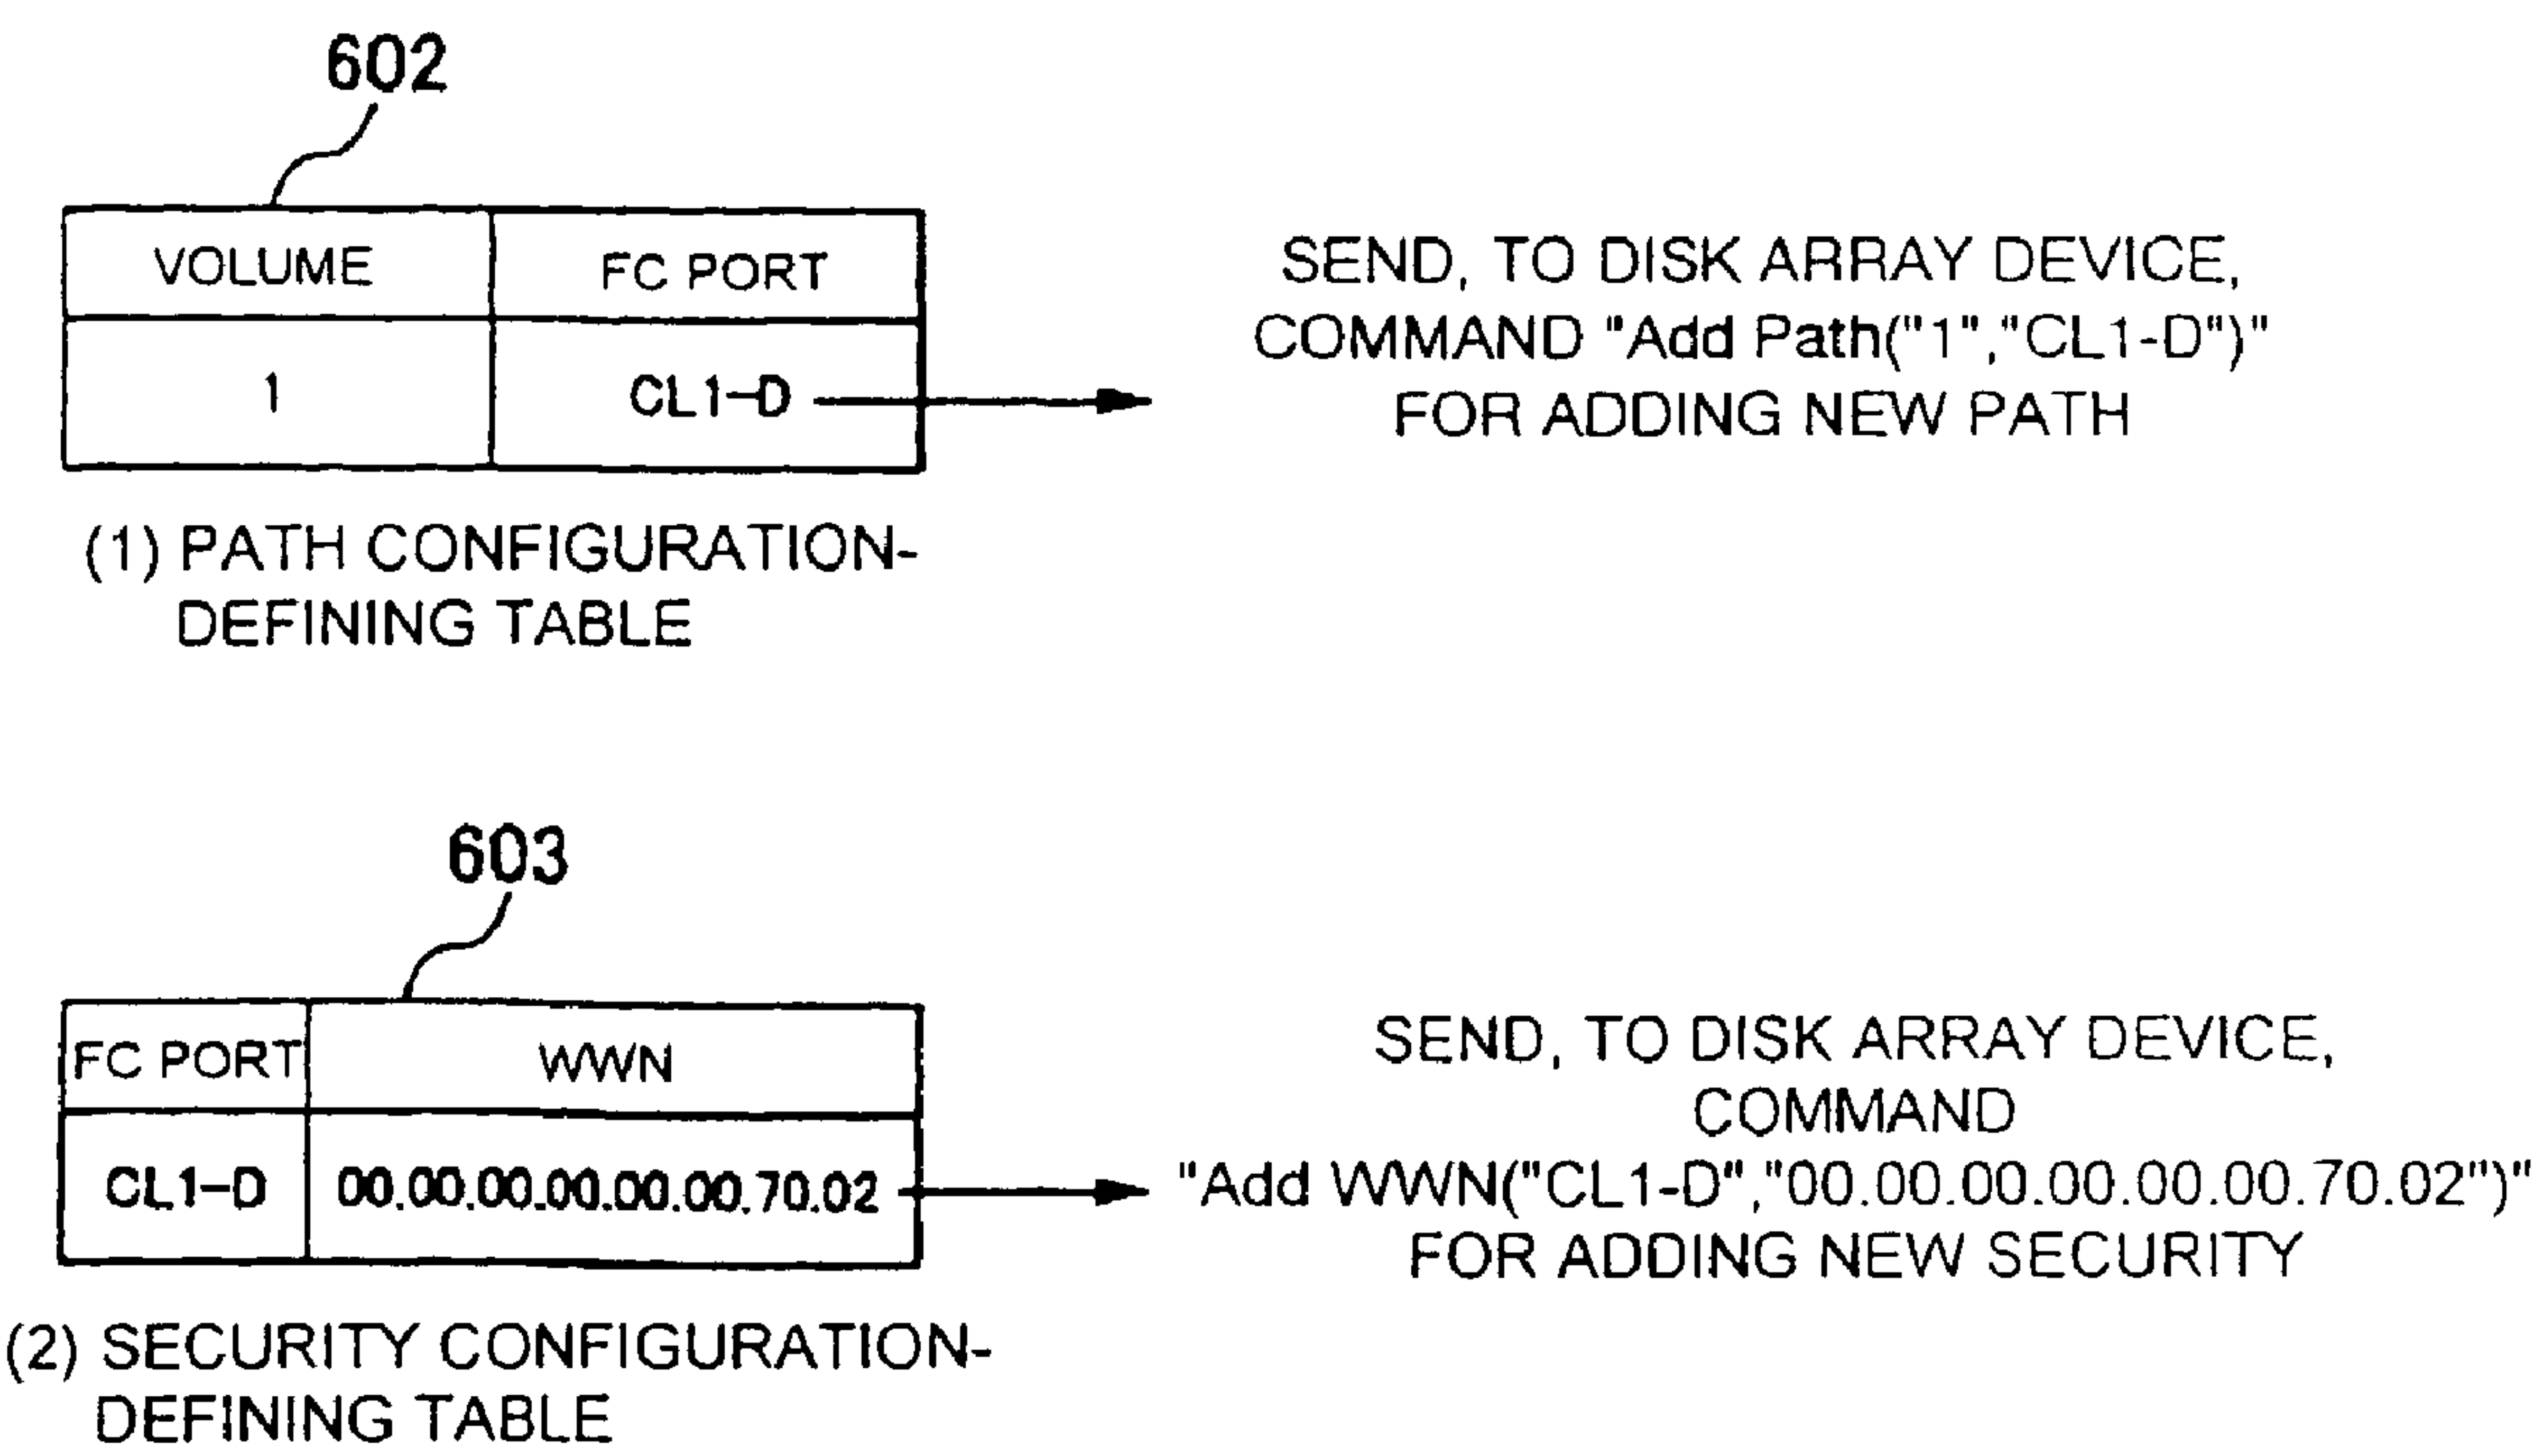 602
VOLUME FC PORT
1 CL1-D
SEND, TO DISK ARRAY DEVICE,
COMMAND "Add Path("1","CL1-D")"
FOR ADDING NEW PATH
(1) PATH CONFIGURATION-
DEFINING TABLE
603
FC PORT WWN
CL1-D 00.00.00.00.00.00.70.02
SEND, TO DISK ARRAY DEVICE,
COMMAND
"Add WWN("CL1-D","00.00.00.00.00.00.70.02")"
FOR ADDING NEW SECURITY
(2) SECURITY CONFIGURATION-
DEFINING TABLE